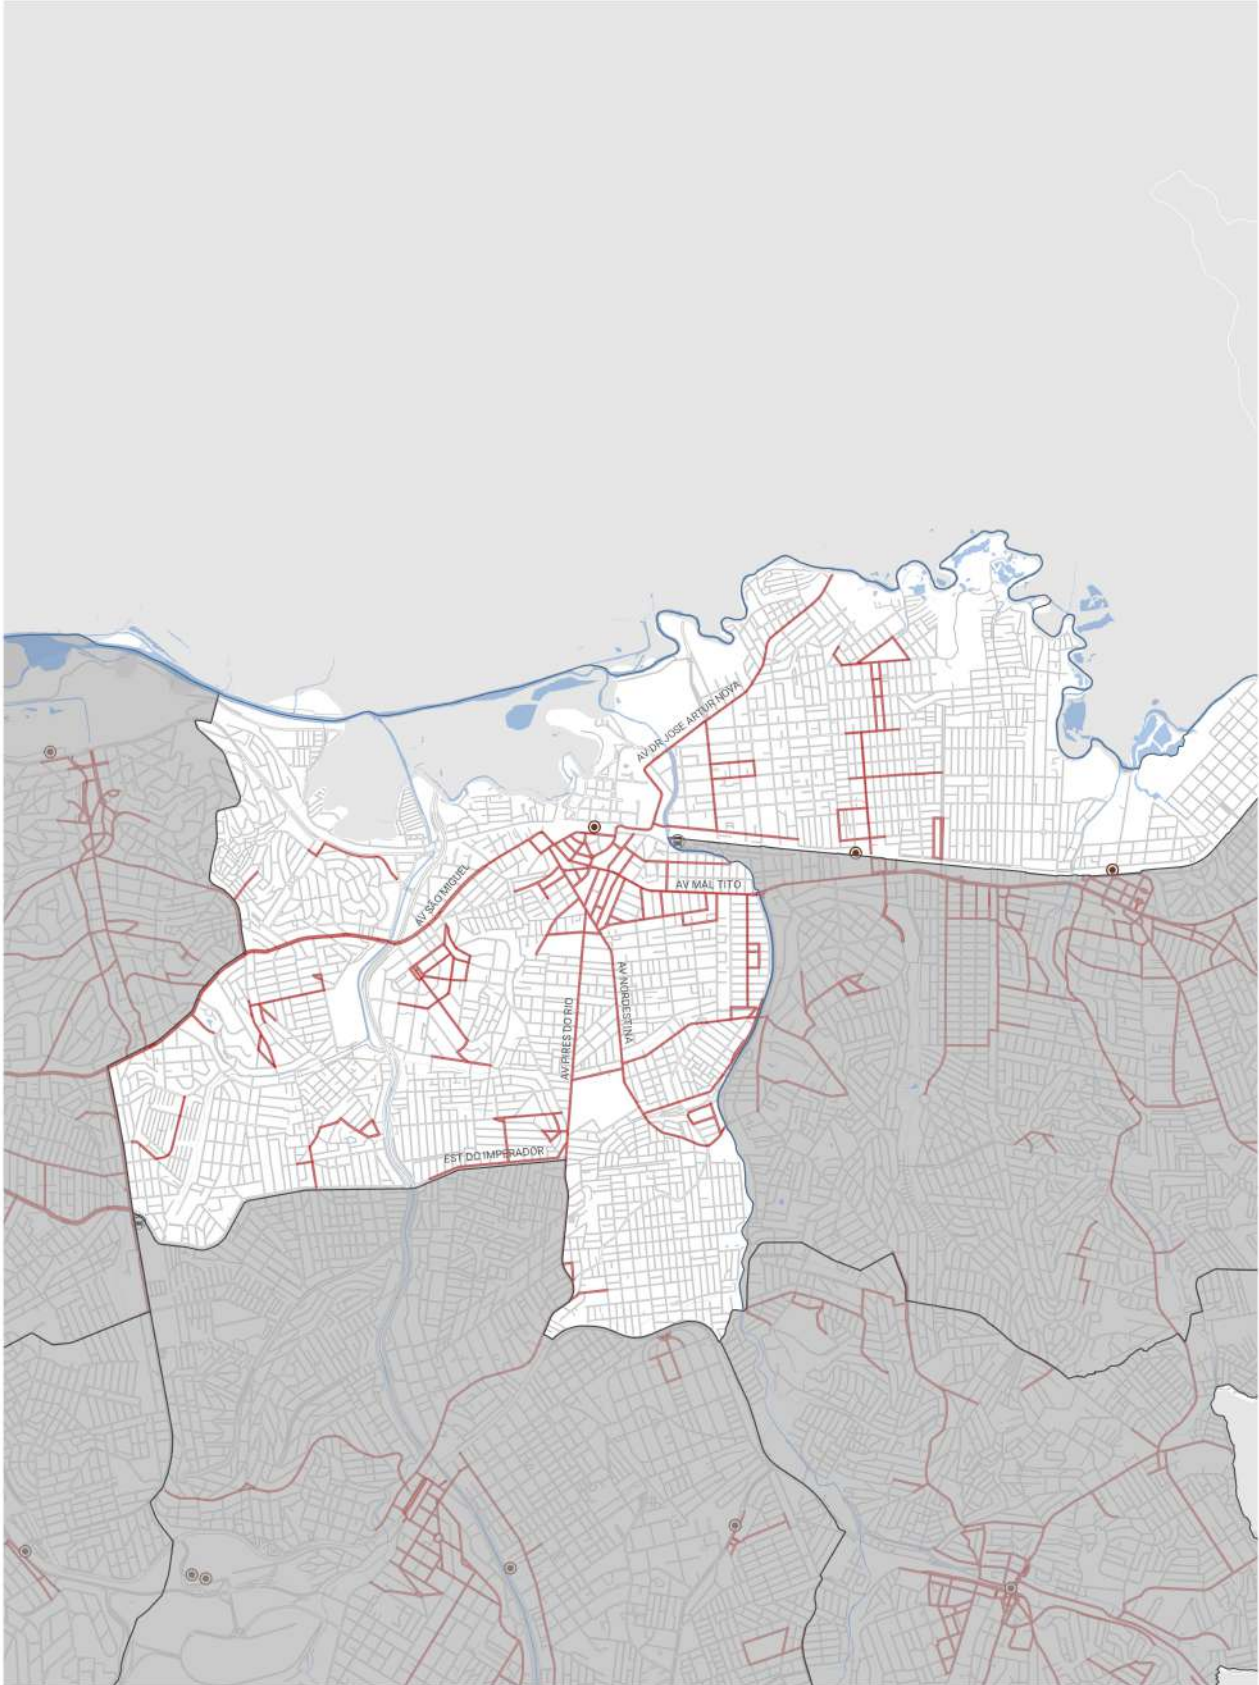 AV DR JOSE ARTUR NOVA
AV SÃO MIGUEL
AV MAL TITO
AV NORDESTINA
AV PIRES DO RIO
EST DO IMPERADOR